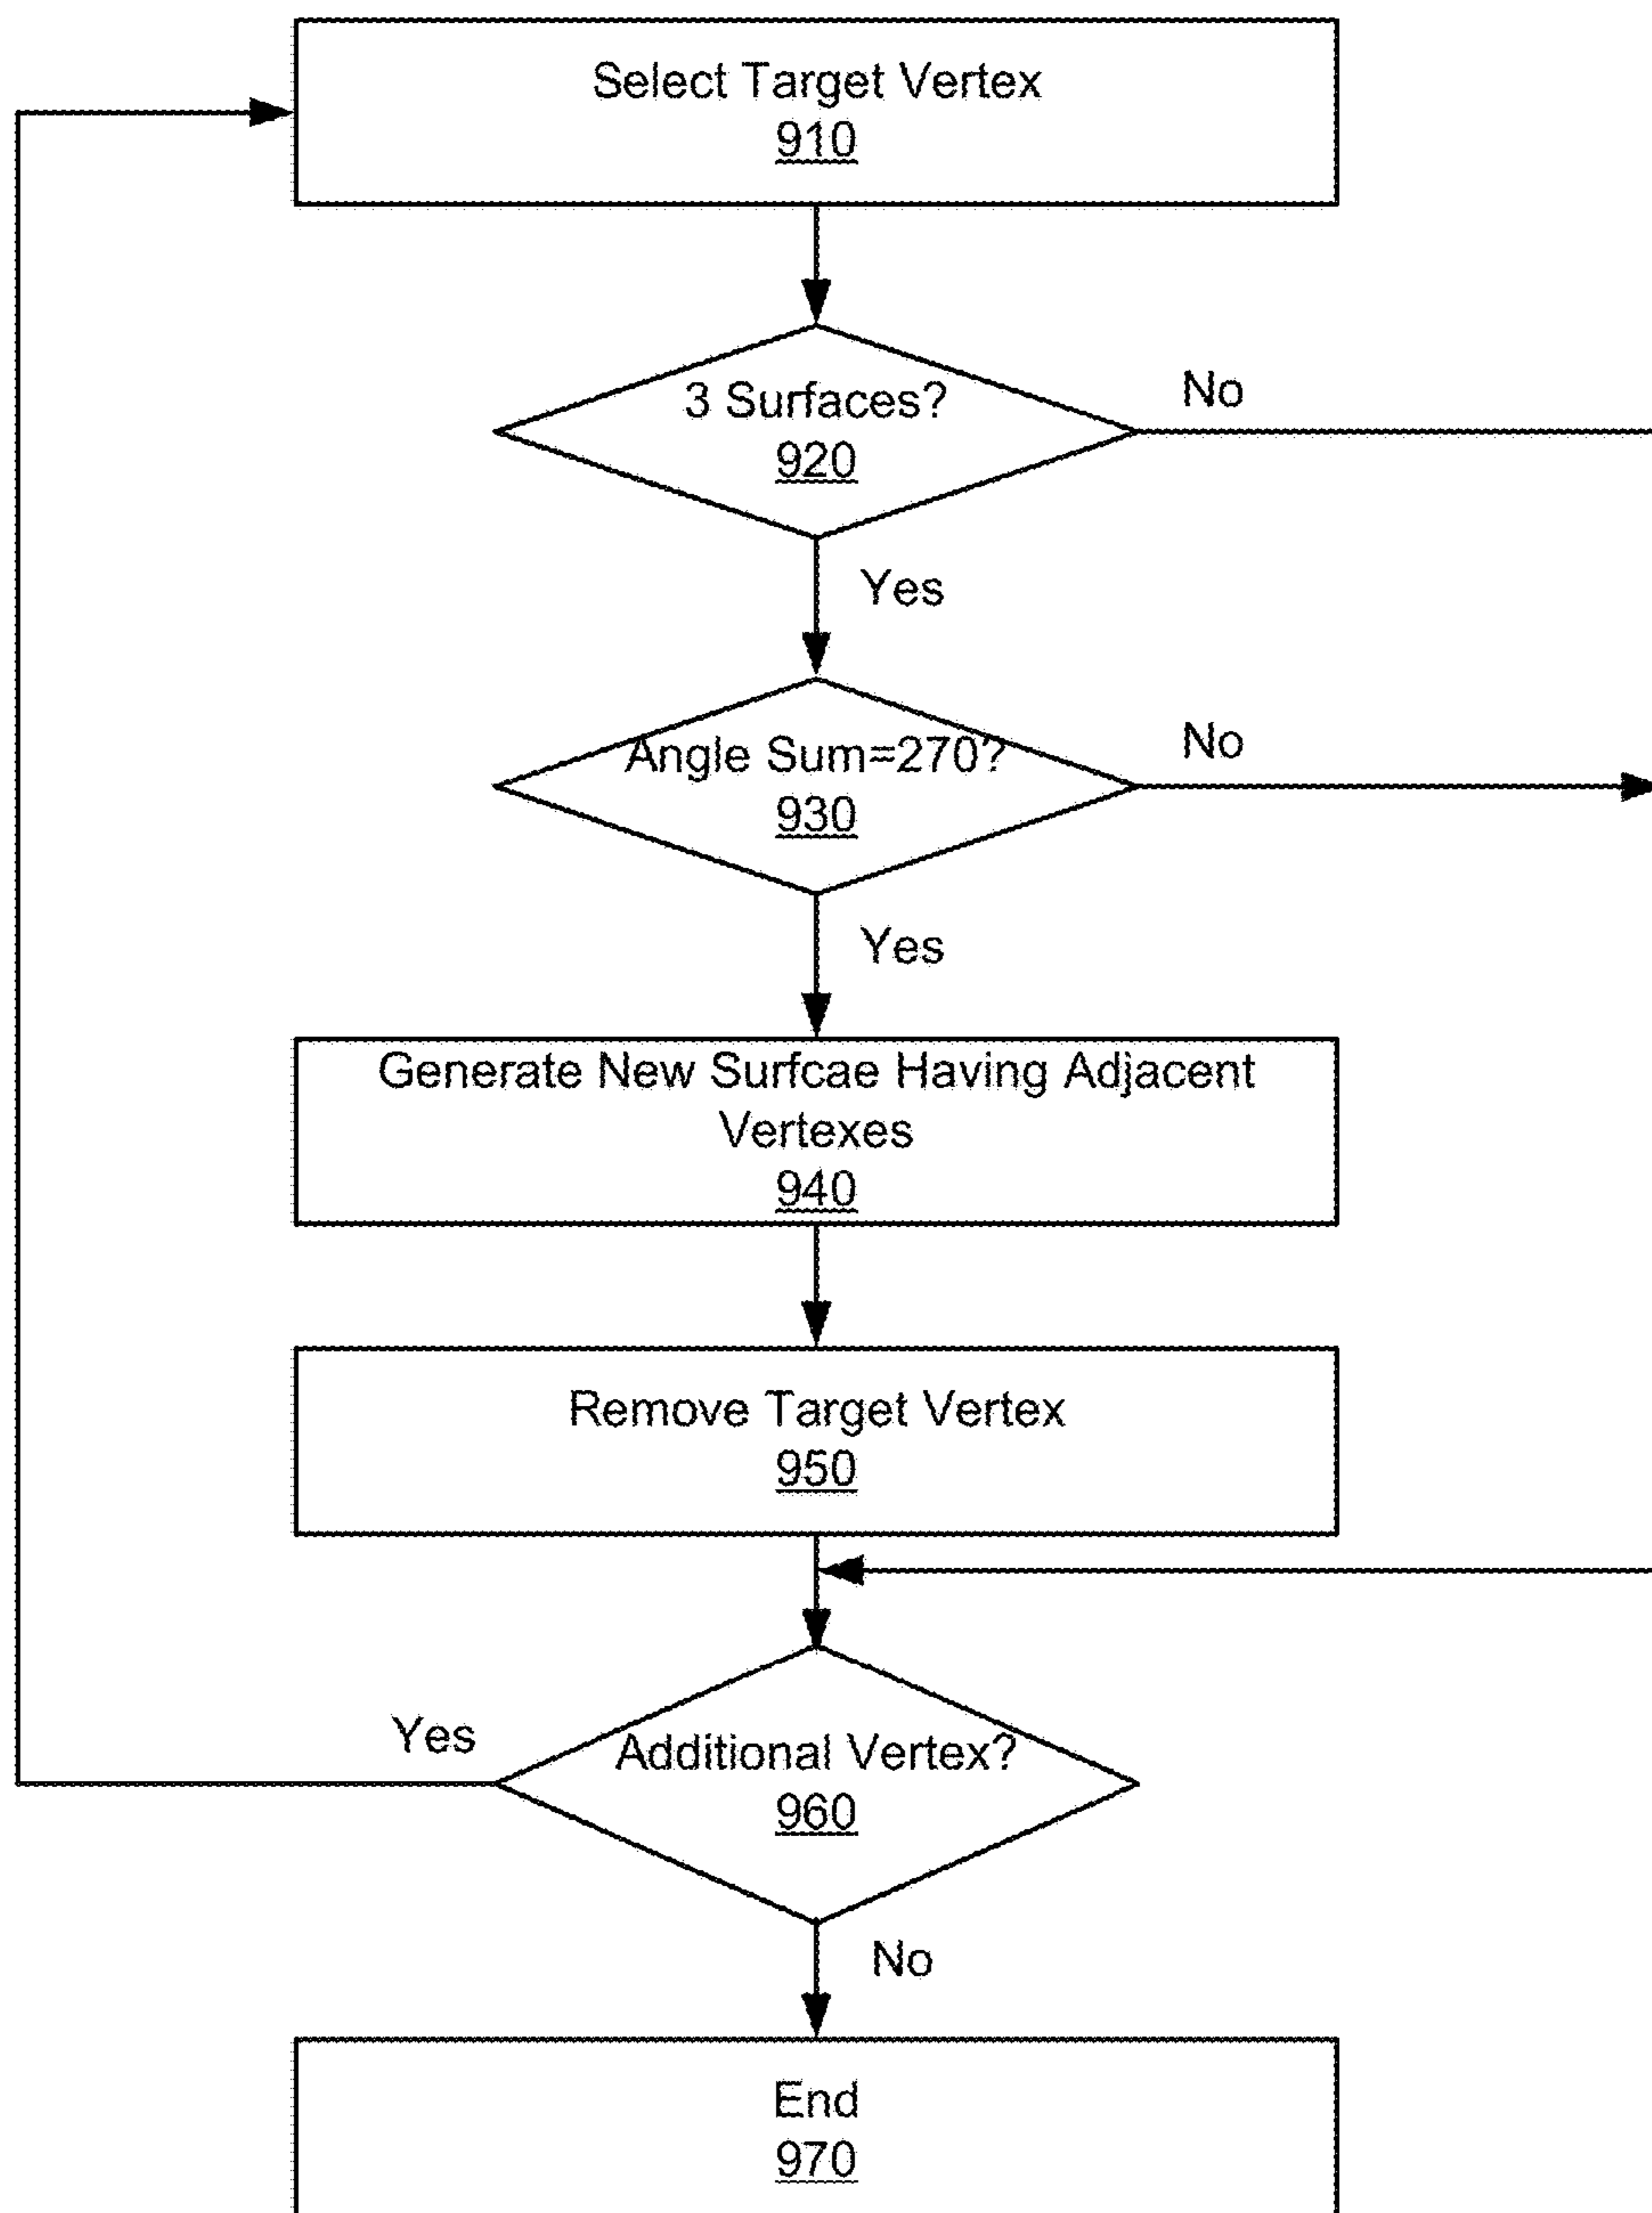 Select Target Vertex
910
3 Surfaces?
920
No
Yes
Angle Sum=270?
930
No
Yes
Generate New Surfcae Having Adjacent
Vertexes
940
Remove Target Vertex
950
Yes
Additional Vertex?
960
No
End
970